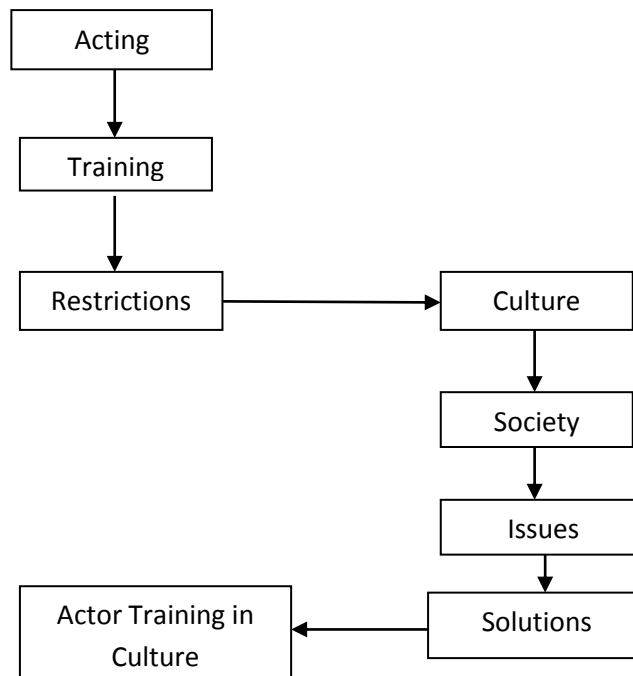 Acting
Training
Restrictions
Culture
Society
Issues
Solutions
Actor Training in
Culture